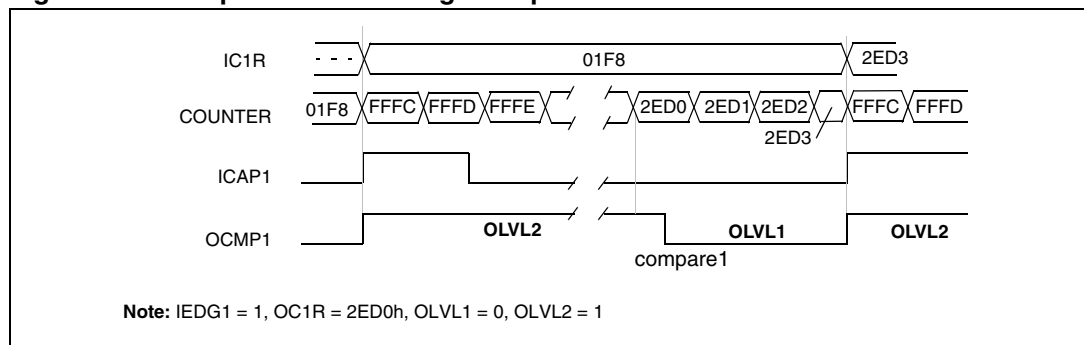 IC1R 01F8 2ED3
COUNTER 01F8 FFFC FFFD FFFE 2ED0 2ED1 2ED2 FFFC FFFD
2ED3
ICAP1
OCMP1 OLVL2 OLVL1 OLVL2
compare1
Note: IEDG1 = 1, OC1R = 2ED0h, OLVL1 = 0, OLVL2 = 1